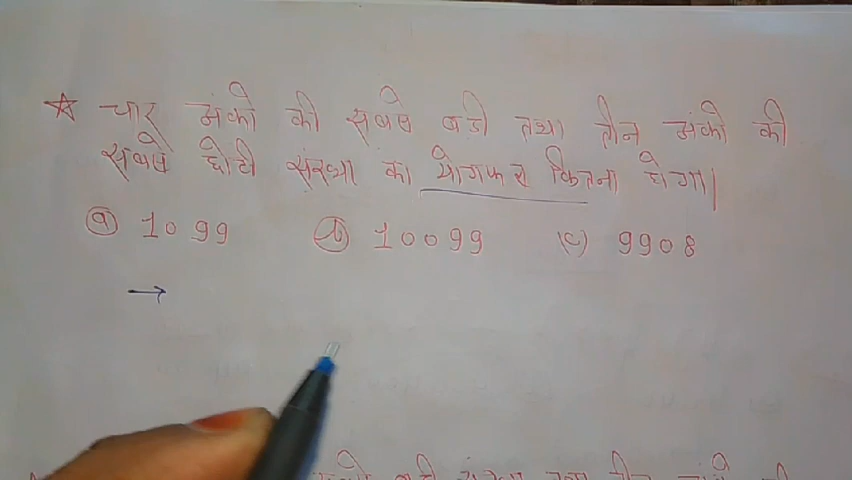 ☆ चार अंको की सबसे बडी तथा तीन अंको की
सबसे छोटी संख्या का योगफल कितना होगा|
(a) 1099 (b) 10099 (c) 9908
→